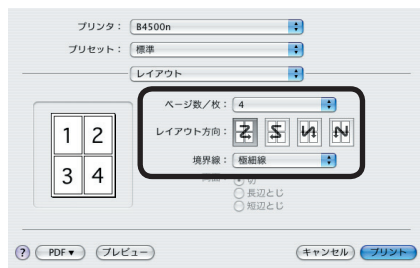 プリンタ： B4500n
プリセット： 標準
レイアウト
ページ数／枚： 4
レイアウト方向：
境界線： 極細線
1 2
3 4
切
長辺とじ
短辺とじ
? PDF▼ プレビュー キャンセル プリント